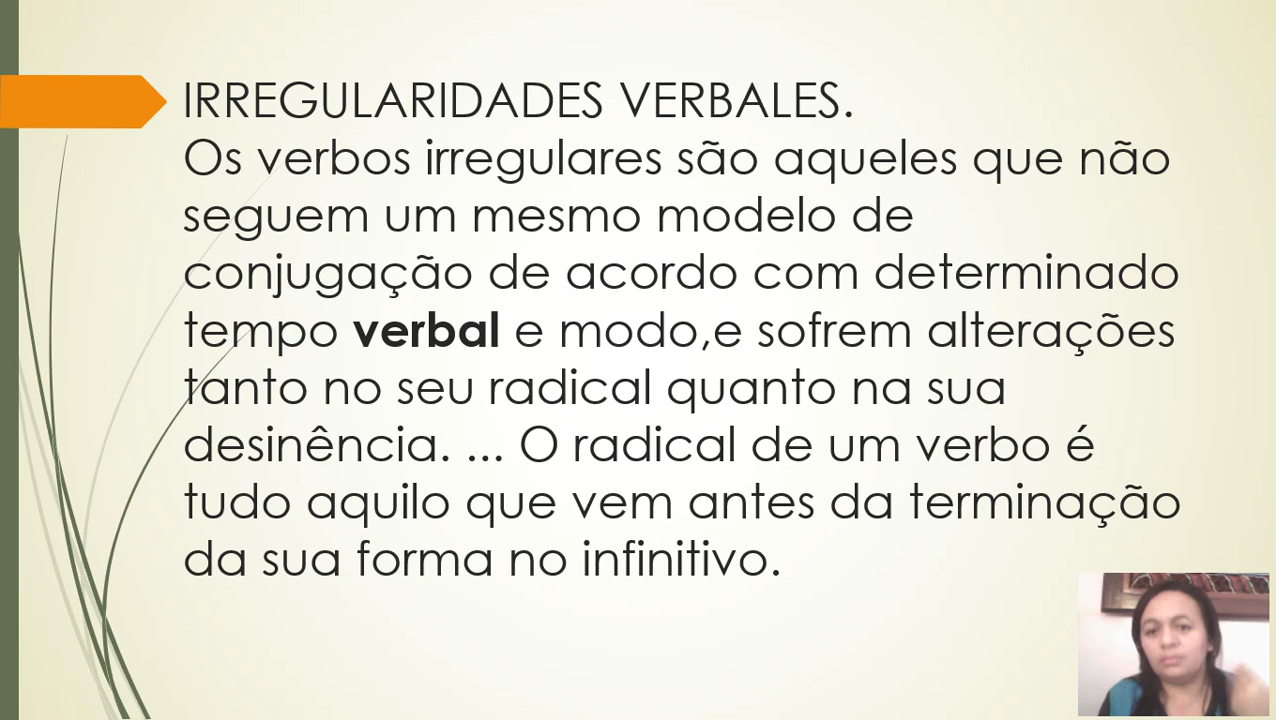 IRREGULARIDADES VERBALES.
Os verbos irregulares são aqueles que não
seguem um mesmo modelo de
conjugação de acordo com determinado
tempo verbal e modo,e sofrem alterações
tanto no seu radical quanto na sua
desinência. ... O radical de um verbo é
tudo aquilo que vem antes da terminação
da sua forma no infinitivo.